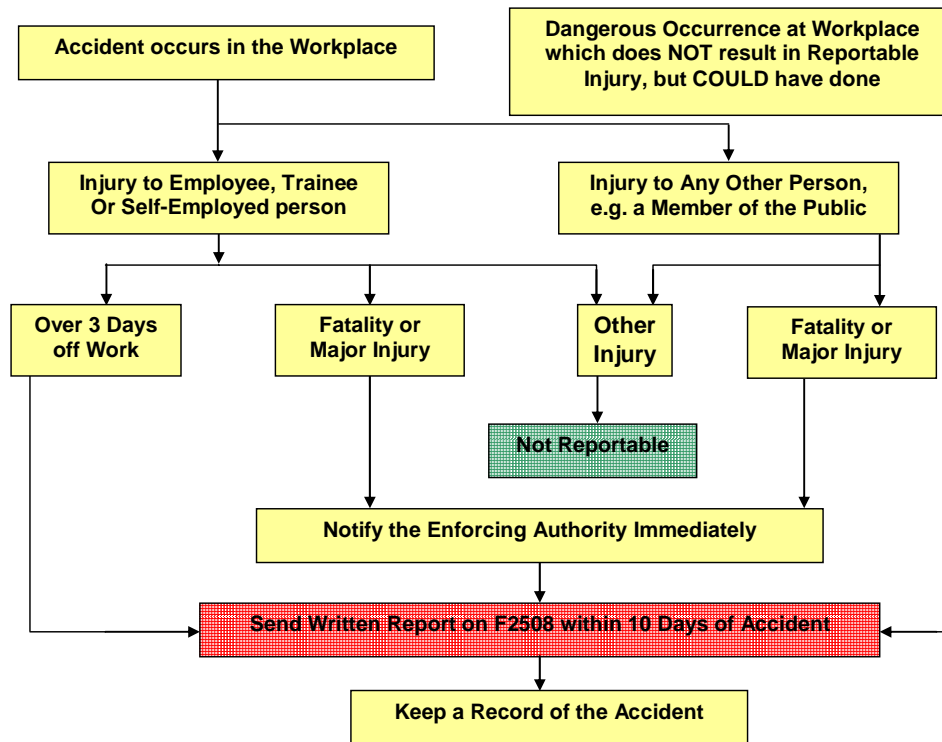 Accident occurs in the Workplace
Dangerous Occurrence at Workplace
which does NOT result in Reportable
Injury, but COULD have done
Injury to Employee, Trainee
Or Self-Employed person
Injury to Any Other Person,
e.g. a Member of the Public
Over 3 Days
off Work
Fatality or
Major Injury
Other
Injury
Fatality or
Major Injury
Not Reportable
Notify the Enforcing Authority Immediately
Send Written Report on F2508 within 10 Days of Accident
Keep a Record of the Accident